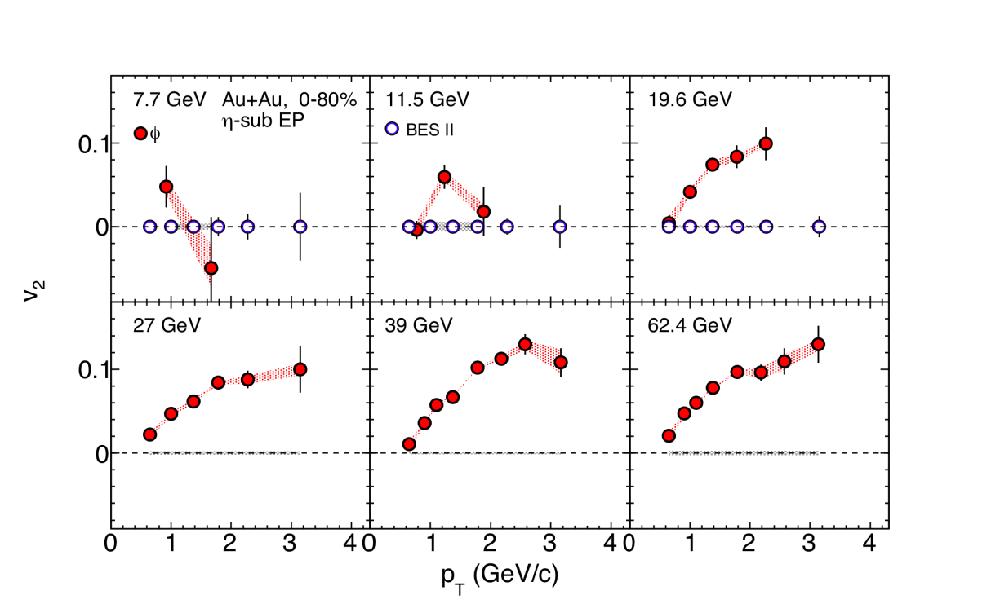 7.7 GeV Au+Au, 0-80%
η-sub EP
ϕ
11.5 GeV
BES II
19.6 GeV
0.1
0
v2
27 GeV
39 GeV
62.4 GeV
0.1
0
0 1 2 3 4 0 1 2 3 4 0 1 2 3 4
pT (GeV/c)